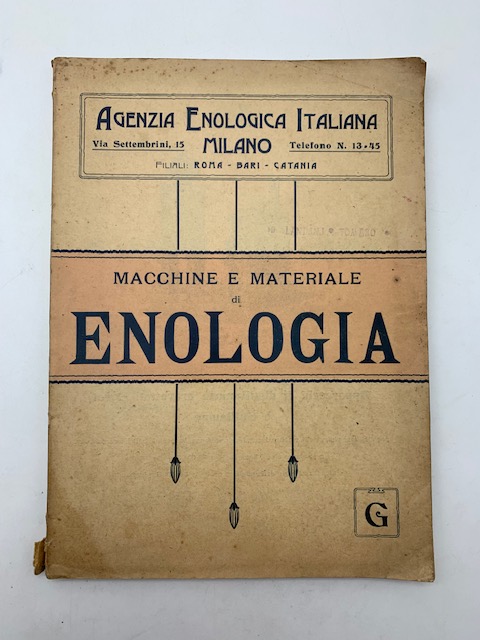 AGENZIA ENOLOGICA ITALIANA
Via Settembrini, 15 MILANO Telefono N. 13-45
FILIALI: ROMA - BARI - CATANIA
MACCHINE E MATERIALE
di
ENOLOGIA
G